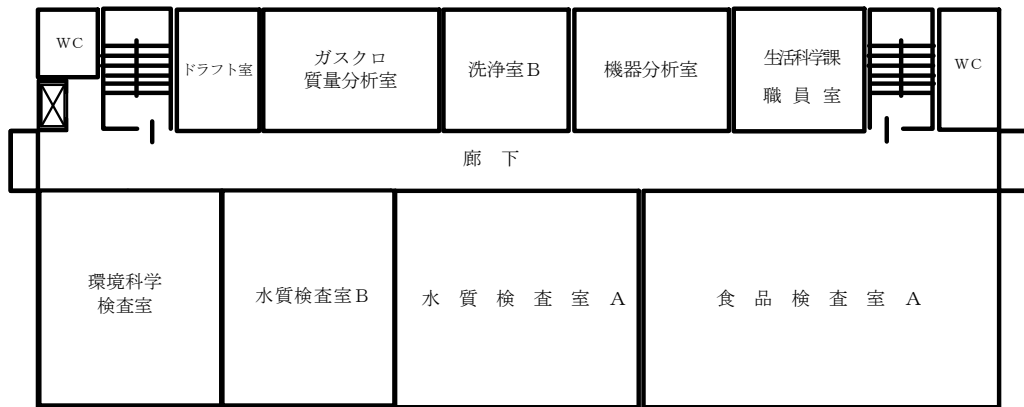 WC
ドラフト室
ガスクロ
質量分析室
洗浄室B
機器分析室
生活科学課
職員室
WC
廊下
環境科学
検査室
水質検査室B
水質検査室A
食品検査室A